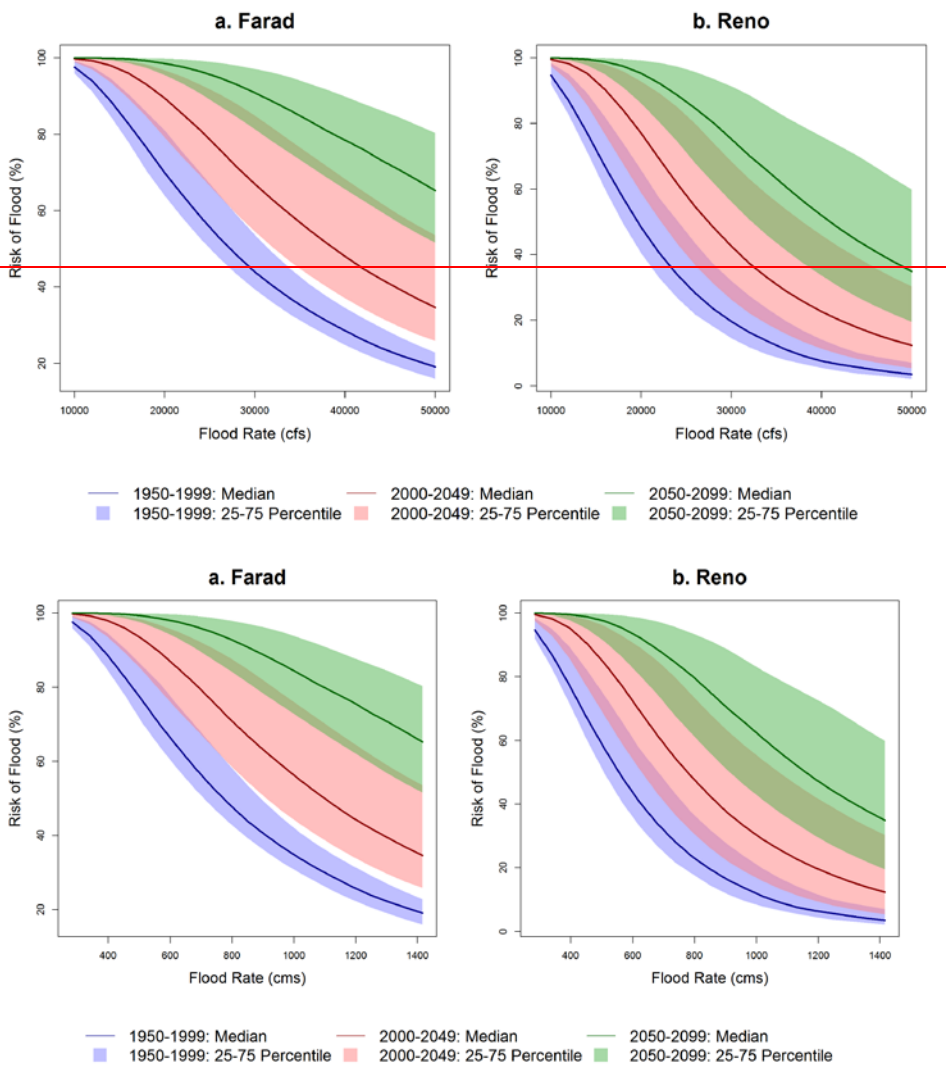 a. Farad
b. Reno
100
80
60
40
20
Risk of Flood (%)
10000 20000 30000 40000 50000
Flood Rate (cfs)
100
80
60
40
20
0
Risk of Flood (%)
10000 20000 30000 40000 50000
Flood Rate (cfs)
1950-1999: Median 2000-2049: Median 2050-2099: Median
1950-1999: 25-75 Percentile 2000-2049: 25-75 Percentile 2050-2099: 25-75 Percentile
a. Farad
b. Reno
100
80
60
40
20
Risk of Flood (%)
400 600 800 1000 1200 1400
Flood Rate (cms)
100
80
60
40
20
0
Risk of Flood (%)
400 600 800 1000 1200 1400
Flood Rate (cms)
1950-1999: Median 2000-2049: Median 2050-2099: Median
1950-1999: 25-75 Percentile 2000-2049: 25-75 Percentile 2050-2099: 25-75 Percentile